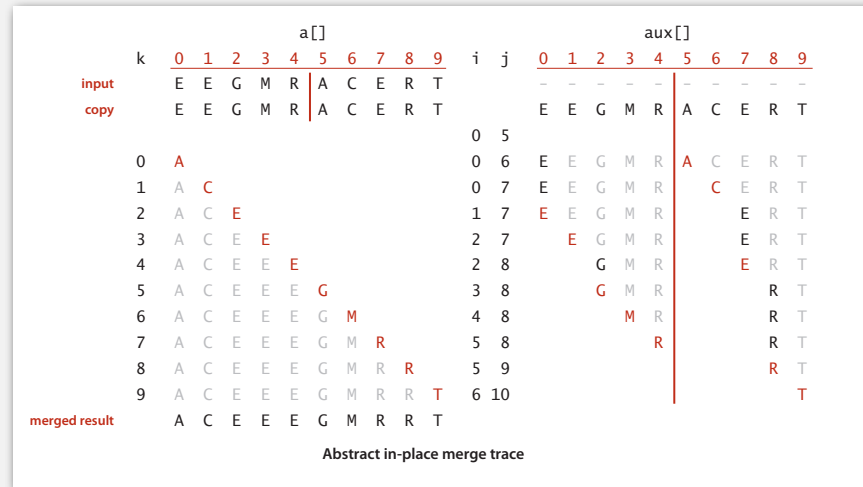 a[] aux[]
k 0 1 2 3 4 5 6 7 8 9 i j 0 1 2 3 4 5 6 7 8 9
input E E G M R A C E R T - - - - - - - - - -
copy E E G M R A C E R T E E G M R A C E R T
0 5
0 A 0 6 E E G M R A C E R T
1 A C 0 7 E E G M R C E R T
2 A C E 1 7 E E G M R E R T
3 A C E E 2 7 E G M R E R T
4 A C E E E 2 8 G M R E R T
5 A C E E E G 3 8 G M R R T
6 A C E E E G M 4 8 M R R T
7 A C E E E G M R 5 8 R R T
8 A C E E E G M R R 5 9 R T
9 A C E E E G M R R T 6 10 T
merged result A C E E E G M R R T
Abstract in-place merge trace